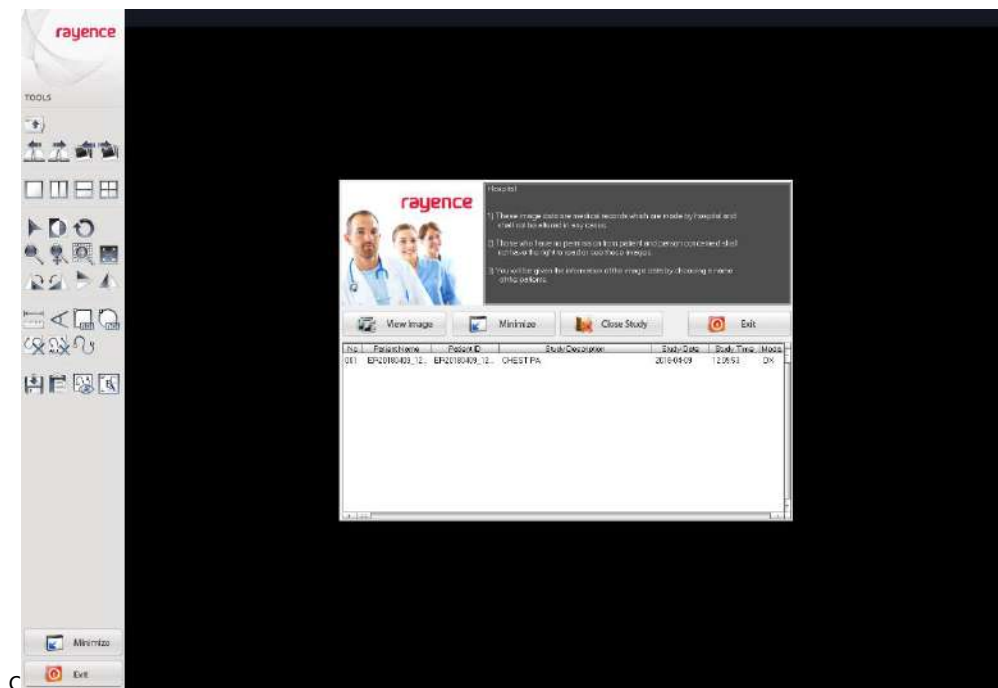 rayence
TOOLS
rayence
Hospital
1) These image data are medical records which are made by hospital and
shall not be altered in any cases.
2) Those who have no permission from patient and person concerned shall
not have the right to read or see these images.
3) You will be given the information of the image data by choosing a name
of the patients.
View Image Minimize Close Study Exit
No. Patient Name Patient ID Study Description Study Date Study Time Moda
001 CHEST PA 2018-04-09 DX
Minimize
C Exit